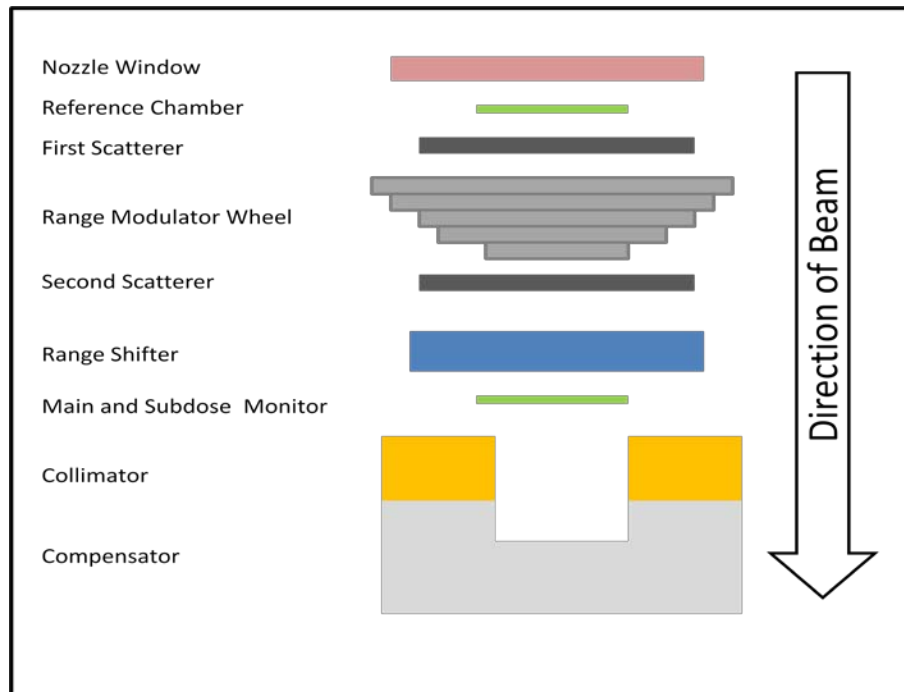 Nozzle Window
Reference Chamber
First Scatterer
Range Modulator Wheel
Second Scatterer
Range Shifter
Main and Subdose Monitor
Collimator
Compensator
Direction of Beam